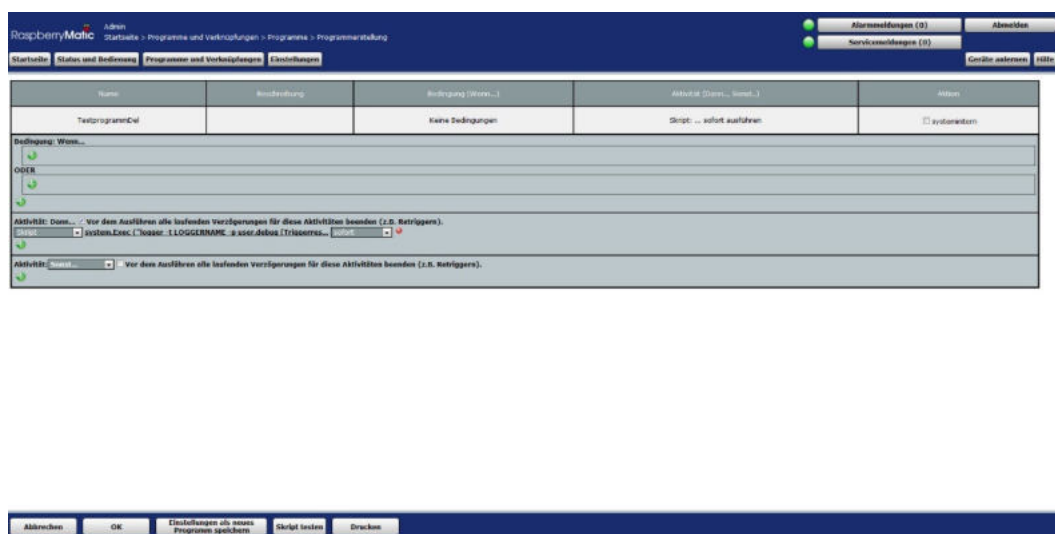 RaspberryMatic
Admin
Startseite > Programme und Verknüpfungen > Programme > Programmerstellung
Alarmmeldungen (0)
Abmelden
Servicemeldungen (0)
Startseite
Status und Bedienung
Programme und Verknüpfungen
Einstellungen
Geräte anlernen
Hilfe
Name
Beschreibung
Bedingung (Wenn...)
Aktivität (Dann..., Sonst...)
Aktion
TestprogrammDel
Keine Bedingungen
Skript: ... sofort ausführen
systemintern
Bedingung: Wenn...
ODER
Aktivität: Dann... Vor dem Ausführen alle laufenden Verzögerungen für diese Aktivitäten beenden (z.B. Retriggern).
Skript system.Exec ("logger -t LOGGERNAME -p user.debug [Triggerres... sofort
Aktivität: Sonst... Vor dem Ausführen alle laufenden Verzögerungen für diese Aktivitäten beenden (z.B. Retriggern).
Abbrechen
OK
Einstellungen als neues
Programm speichern
Skript testen
Drucken